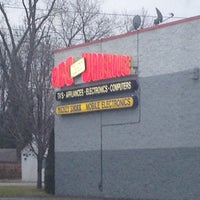 ABC WAREHOUSE
TV'S - APPLIANCES - ELECTRONICS - COMPUTERS
MOBILE ELECTRONICS